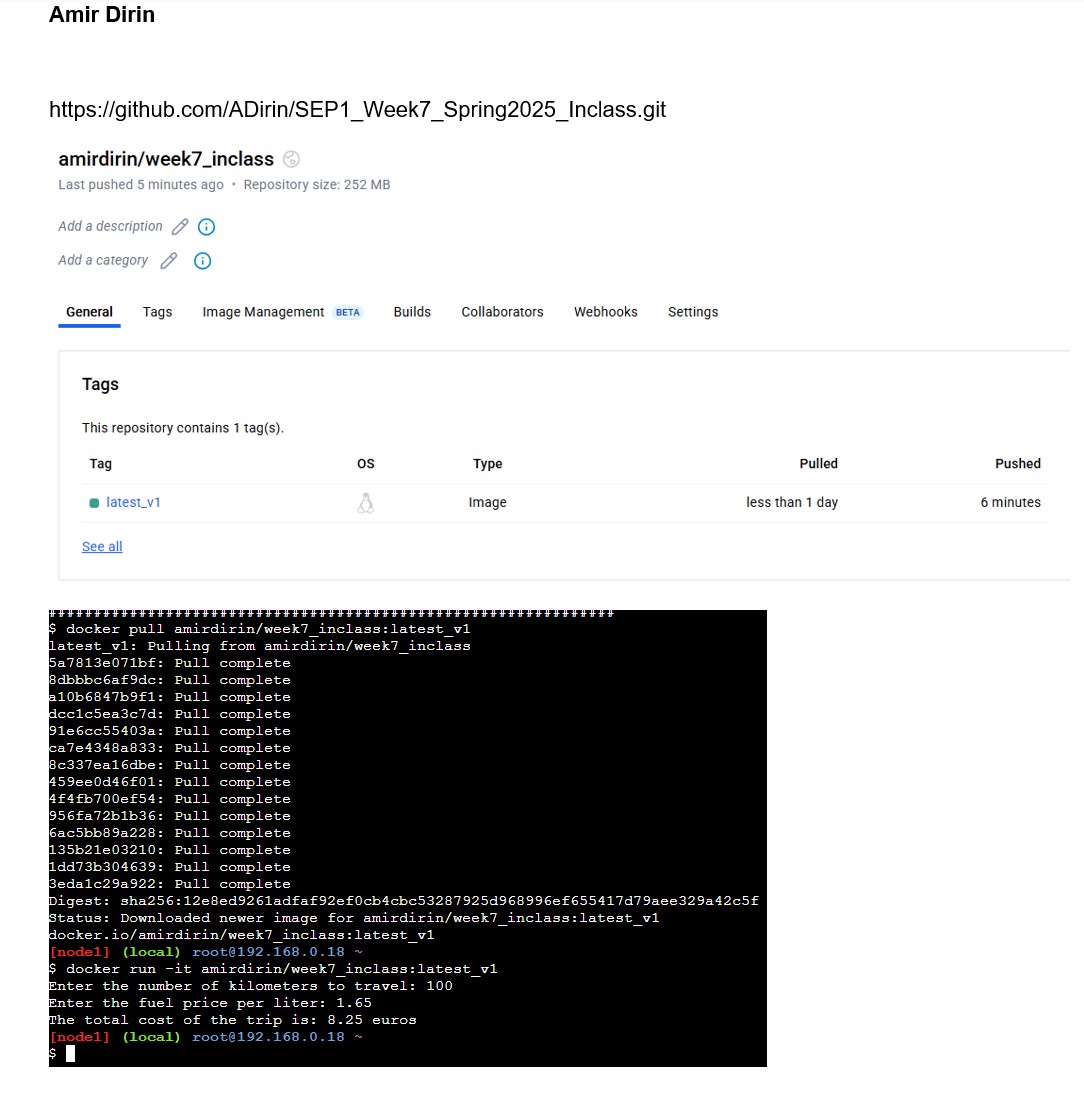 Amir Dirin
https://github.com/ADirin/SEP1_Week7_Spring2025_Inclass.git
amirdirin/week7_inclass
Last pushed 5 minutes ago • Repository size: 252 MB
Add a description
Add a category
General Tags Image Management BETA Builds Collaborators Webhooks Settings
Tags
This repository contains 1 tag(s).
Tag OS Type Pulled Pushed
latest_v1 Image less than 1 day 6 minutes
See all
###############################################################
$ docker pull amirdirin/week7_inclass:latest_v1
latest_v1: Pulling from amirdirin/week7_inclass
5a7813e071bf: Pull complete
8dbbbc6af9dc: Pull complete
a10b6847b9f1: Pull complete
dcc1c5ea3c7d: Pull complete
91e6cc55403a: Pull complete
ca7e4348a833: Pull complete
8c337ea16dbe: Pull complete
459ee0d46f01: Pull complete
4f4fb700ef54: Pull complete
956fa72b1b36: Pull complete
6ac5bb89a228: Pull complete
135b21e03210: Pull complete
1dd73b304639: Pull complete
3eda1c29a922: Pull complete
Digest: sha256:12e8ed9261adfaf92ef0cb4cbc53287925d968996ef655417d79aee329a42c5f
Status: Downloaded newer image for amirdirin/week7_inclass:latest_v1
docker.io/amirdirin/week7_inclass:latest_v1
[node1] (local) root@192.168.0.18 ~
$ docker run -it amirdirin/week7_inclass:latest_v1
Enter the number of kilometers to travel: 100
Enter the fuel price per liter: 1.65
The total cost of the trip is: 8.25 euros
[node1] (local) root@192.168.0.18 ~
$